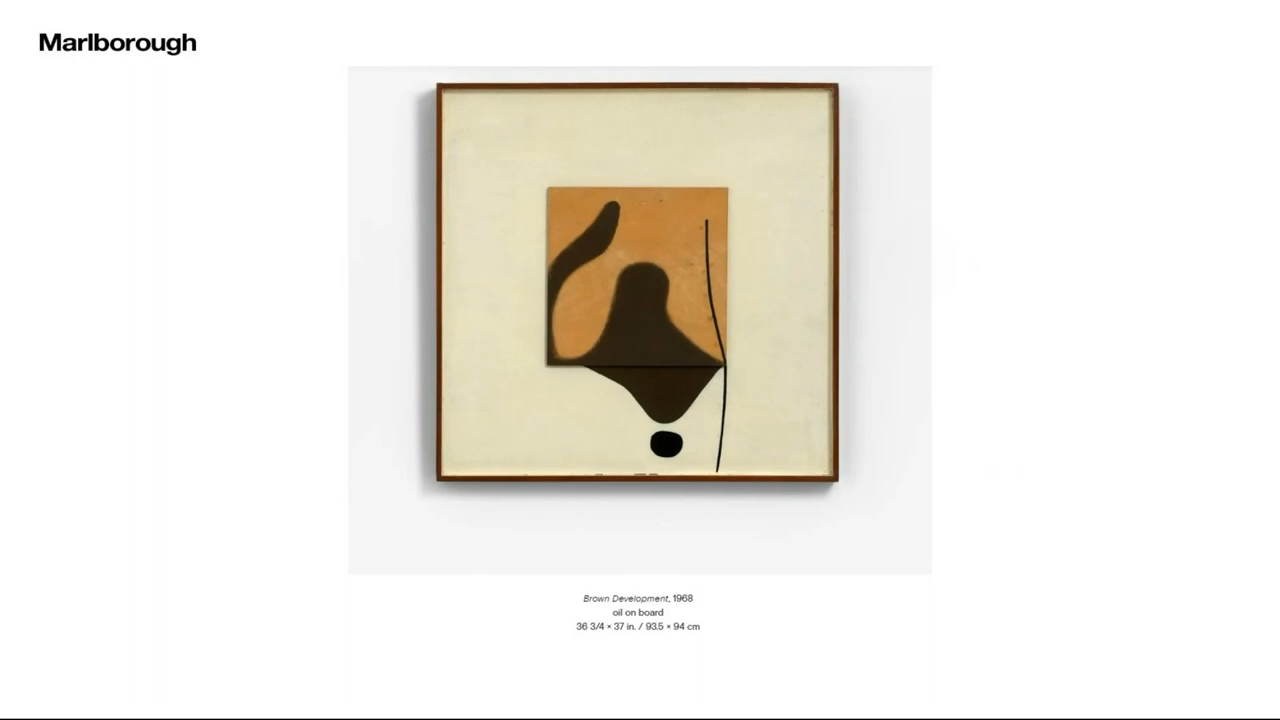 Marlborough
Brown Development, 1968
oil on board
36 3/4 × 37 in. / 93.5 × 94 cm